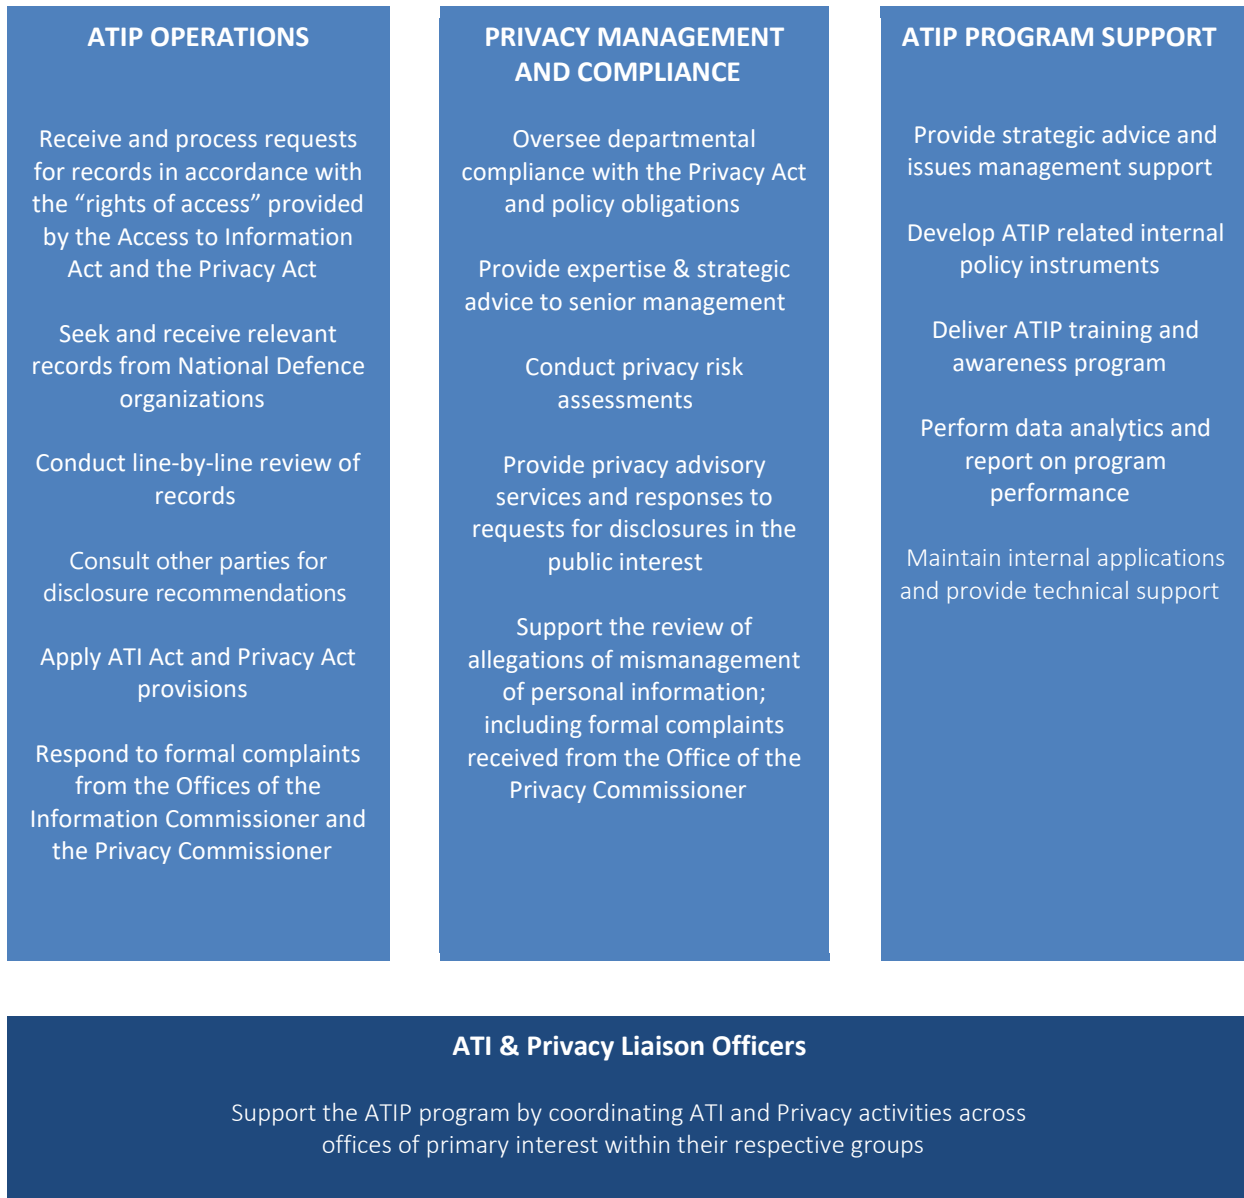 ATIP OPERATIONS
Receive and process requests
for records in accordance with
the “rights of access” provided
by the Access to Information
Act and the Privacy Act
Seek and receive relevant
records from National Defence
organizations
Conduct line-by-line review of
records
Consult other parties for
disclosure recommendations
Apply ATI Act and Privacy Act
provisions
Respond to formal complaints
from the Offices of the
Information Commissioner and
the Privacy Commissioner
PRIVACY MANAGEMENT
AND COMPLIANCE
Oversee departmental
compliance with the Privacy Act
and policy obligations
Provide expertise & strategic
advice to senior management
Conduct privacy risk
assessments
Provide privacy advisory
services and responses to
requests for disclosures in the
public interest
Support the review of
allegations of mismanagement
of personal information;
including formal complaints
received from the Office of the
Privacy Commissioner
ATIP PROGRAM SUPPORT
Provide strategic advice and
issues management support
Develop ATIP related internal
policy instruments
Deliver ATIP training and
awareness program
Perform data analytics and
report on program
performance
Maintain internal applications
and provide technical support
ATI & Privacy Liaison Officers
Support the ATIP program by coordinating ATI and Privacy activities across
offices of primary interest within their respective groups